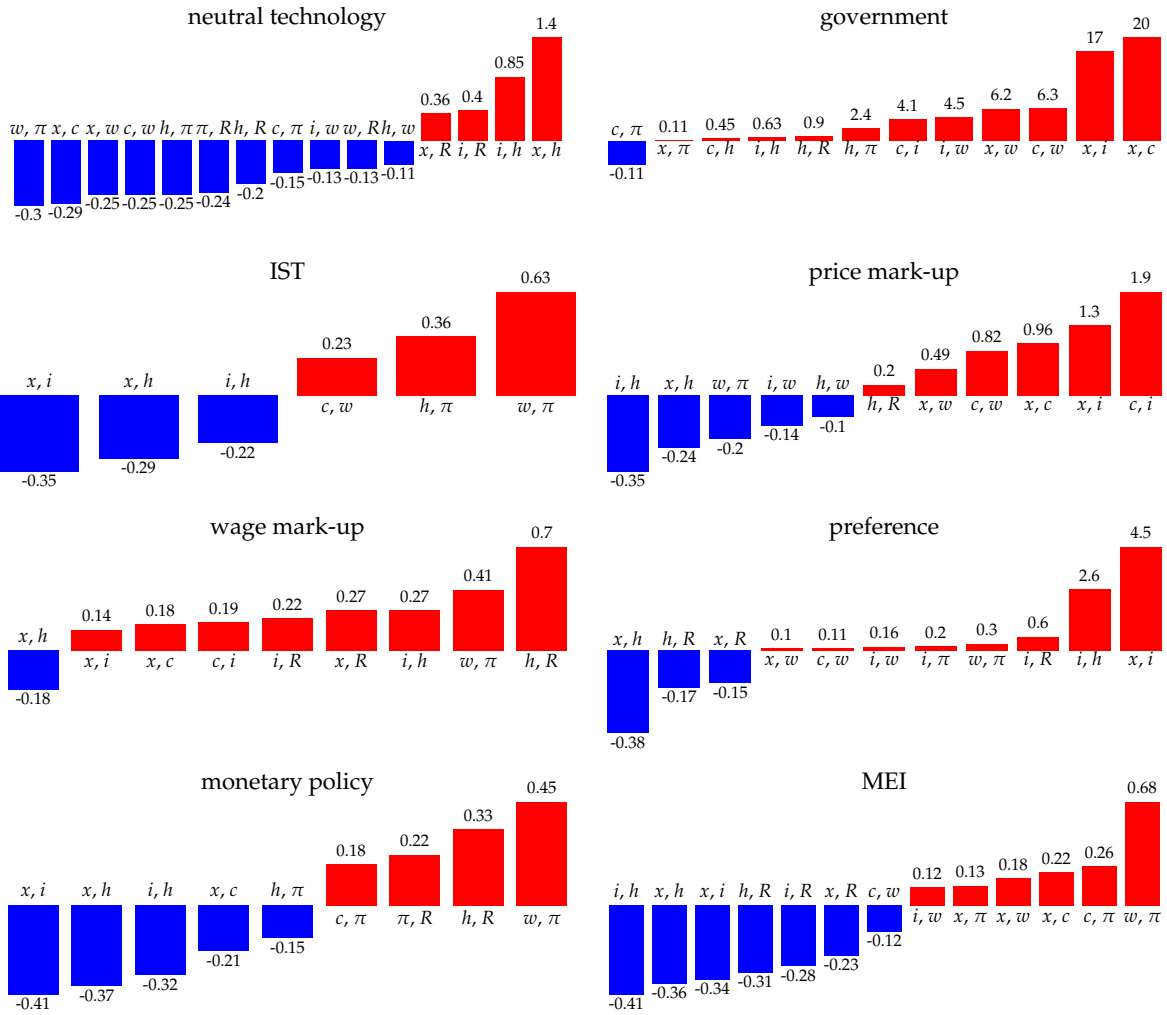 neutral technology
1.4
0.85
0.36 0.4
w, π x, c x, w c, w h, π π, R h, R c, π i, w w, R h, w
x, R i, R i, h x, h
-0.3 -0.29 -0.25 -0.25 -0.25 -0.24 -0.2 -0.15 -0.13 -0.13 -0.11
government
17 20
0.11 0.45 0.63 0.9 2.4 4.1 4.5 6.2 6.3
c, π
x, π c, h i, h h, R h, π c, i i, w x, w c, w x, i x, c
-0.11
IST
0.23 0.36 0.63
x, i x, h i, h
c, w h, π w, π
-0.35 -0.29 -0.22
price mark-up
0.2 0.49 0.82 0.96 1.3 1.9
i, h x, h w, π i, w h, w
h, R x, w c, w x, c x, i c, i
-0.35 -0.24 -0.2 -0.14 -0.1
wage mark-up
0.14 0.18 0.19 0.22 0.27 0.27 0.41 0.7
x, h
x, i x, c c, i i, R x, R i, h w, π h, R
-0.18
preference
0.1 0.11 0.16 0.2 0.3 0.6 2.6 4.5
x, h h, R x, R
x, w c, w i, w i, π w, π i, R i, h x, i
-0.38 -0.17 -0.15
monetary policy
0.18 0.22 0.33 0.45
x, i x, h i, h x, c h, π
c, π π, R h, R w, π
-0.41 -0.37 -0.32 -0.21 -0.15
MEI
0.12 0.13 0.18 0.22 0.26 0.68
i, h x, h x, i h, R i, R x, R c, w
i, w x, π x, w x, c c, π w, π
-0.41 -0.36 -0.34 -0.31 -0.28 -0.23 -0.12